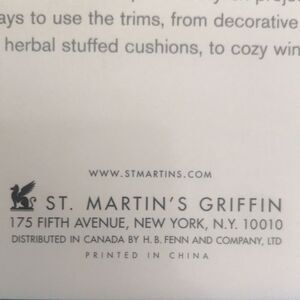 ays to use the trims, from decorative
herbal stuffed cushions, to cozy win
WWW.STMARTINS.COM
ST. MARTIN'S GRIFFIN
175 FIFTH AVENUE, NEW YORK, N.Y. 10010
DISTRIBUTED IN CANADA BY H. B. FENN AND COMPANY, LTD
PRINTED IN CHINA